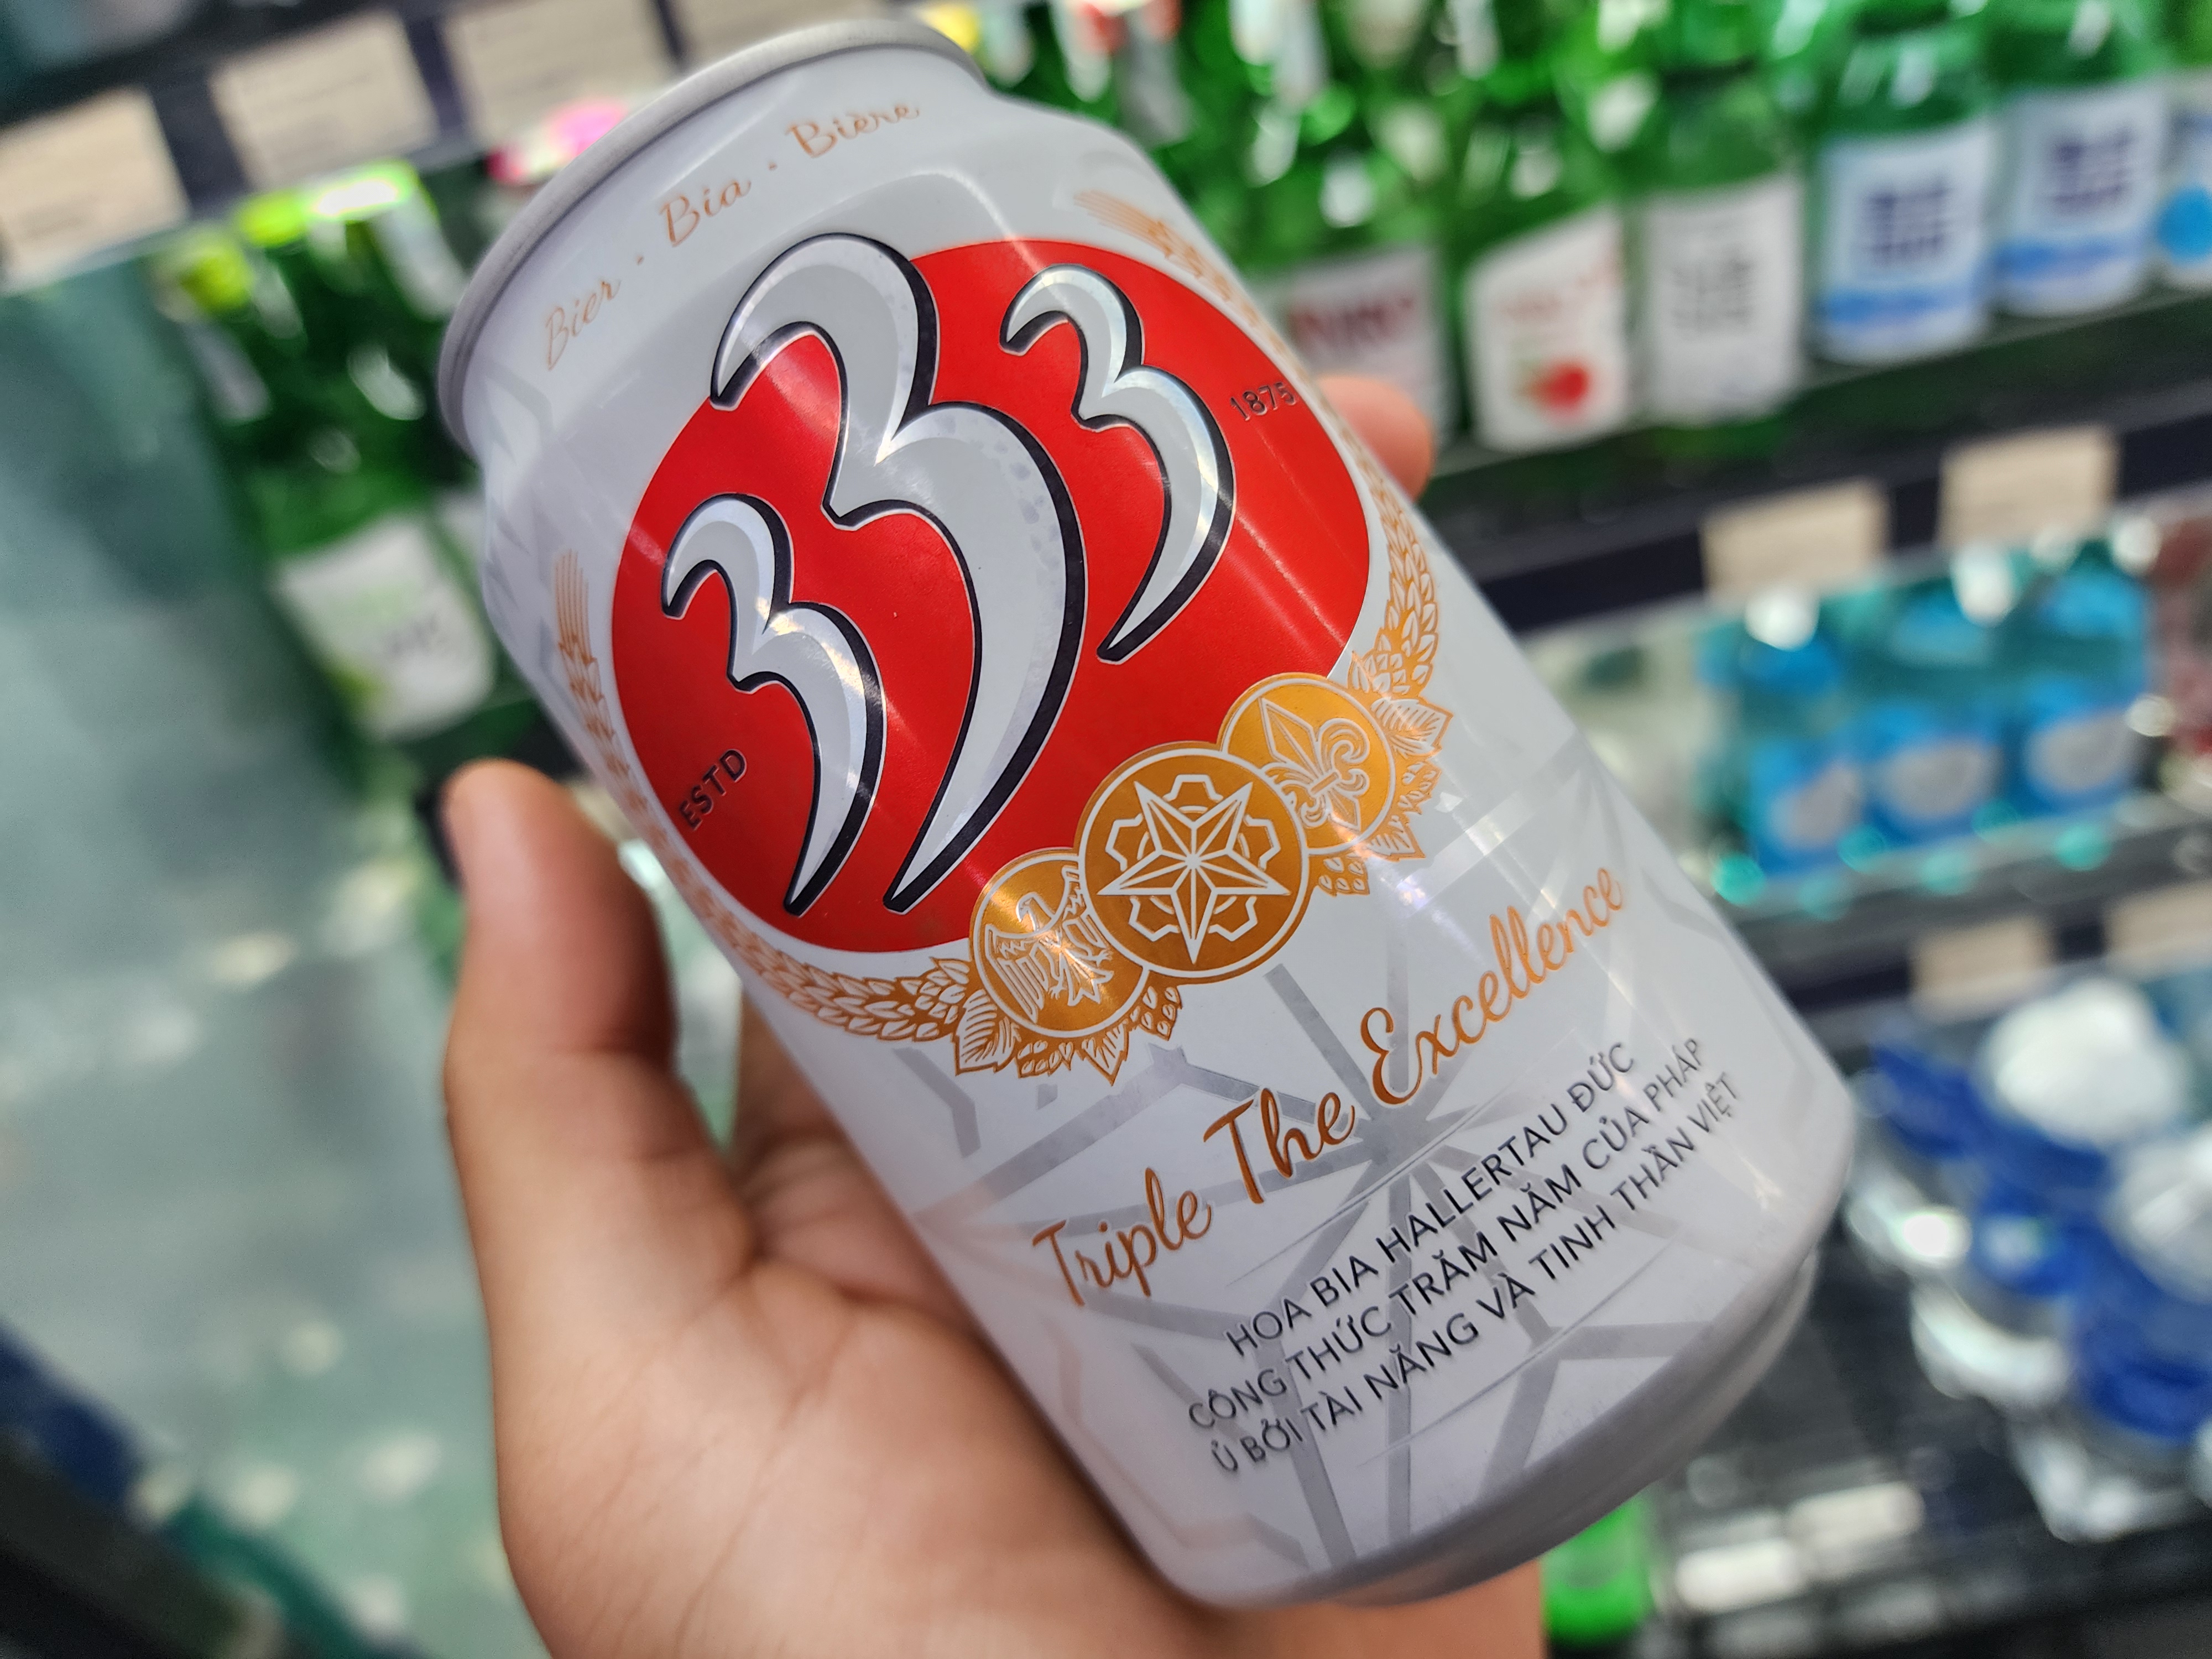 Bier · Bia · Bière
333
ESTD 1875
Triple The Excellence
HOA BIA HALLERTAU ĐỨC
CÔNG THỨC TRĂM NĂM CỦA PHÁP
Ủ BỞI TÀI NĂNG VÀ TINH THẦN VIỆT